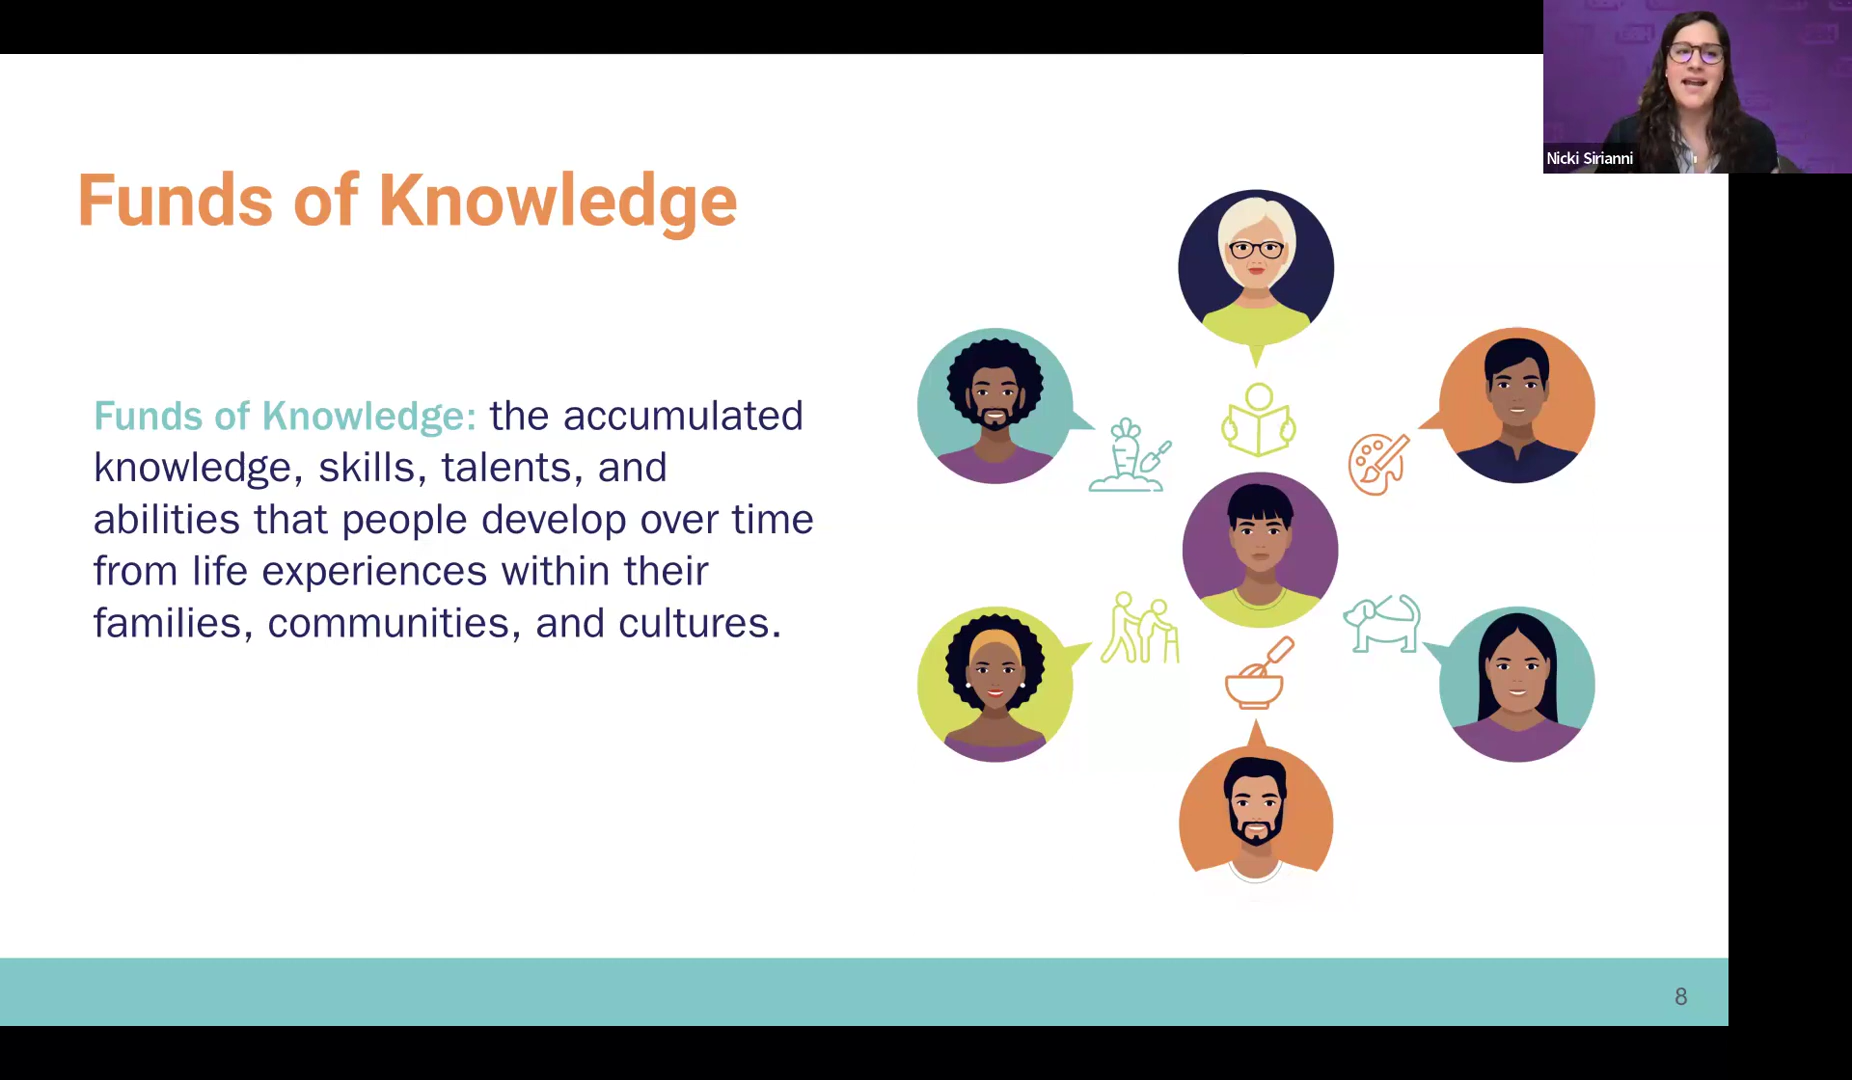 Nicki Sirianni
Funds of Knowledge
Funds of Knowledge: the accumulated
knowledge, skills, talents, and
abilities that people develop over time
from life experiences within their
families, communities, and cultures.
8